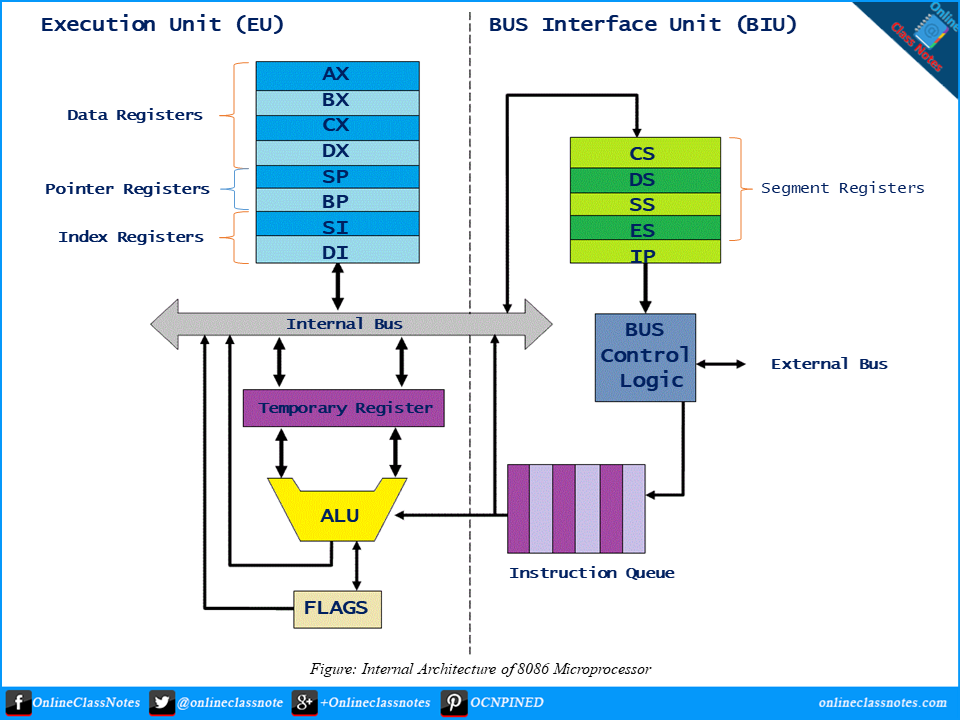 Execution Unit (EU)
BUS Interface Unit (BIU)
Online
Class Notes
Data Registers
Pointer Registers
Index Registers
AX
BX
CX
DX
SP
BP
SI
DI
CS
DS
SS
ES
IP
Segment Registers
Internal Bus
BUS
Control
Logic
External Bus
Temporary Register
ALU
Instruction Queue
FLAGS
Figure: Internal Architecture of 8086 Microprocessor
OnlineClassNotes
@onlineclassnote
+Onlineclassnotes
OCNPINED
onlineclassnotes.com